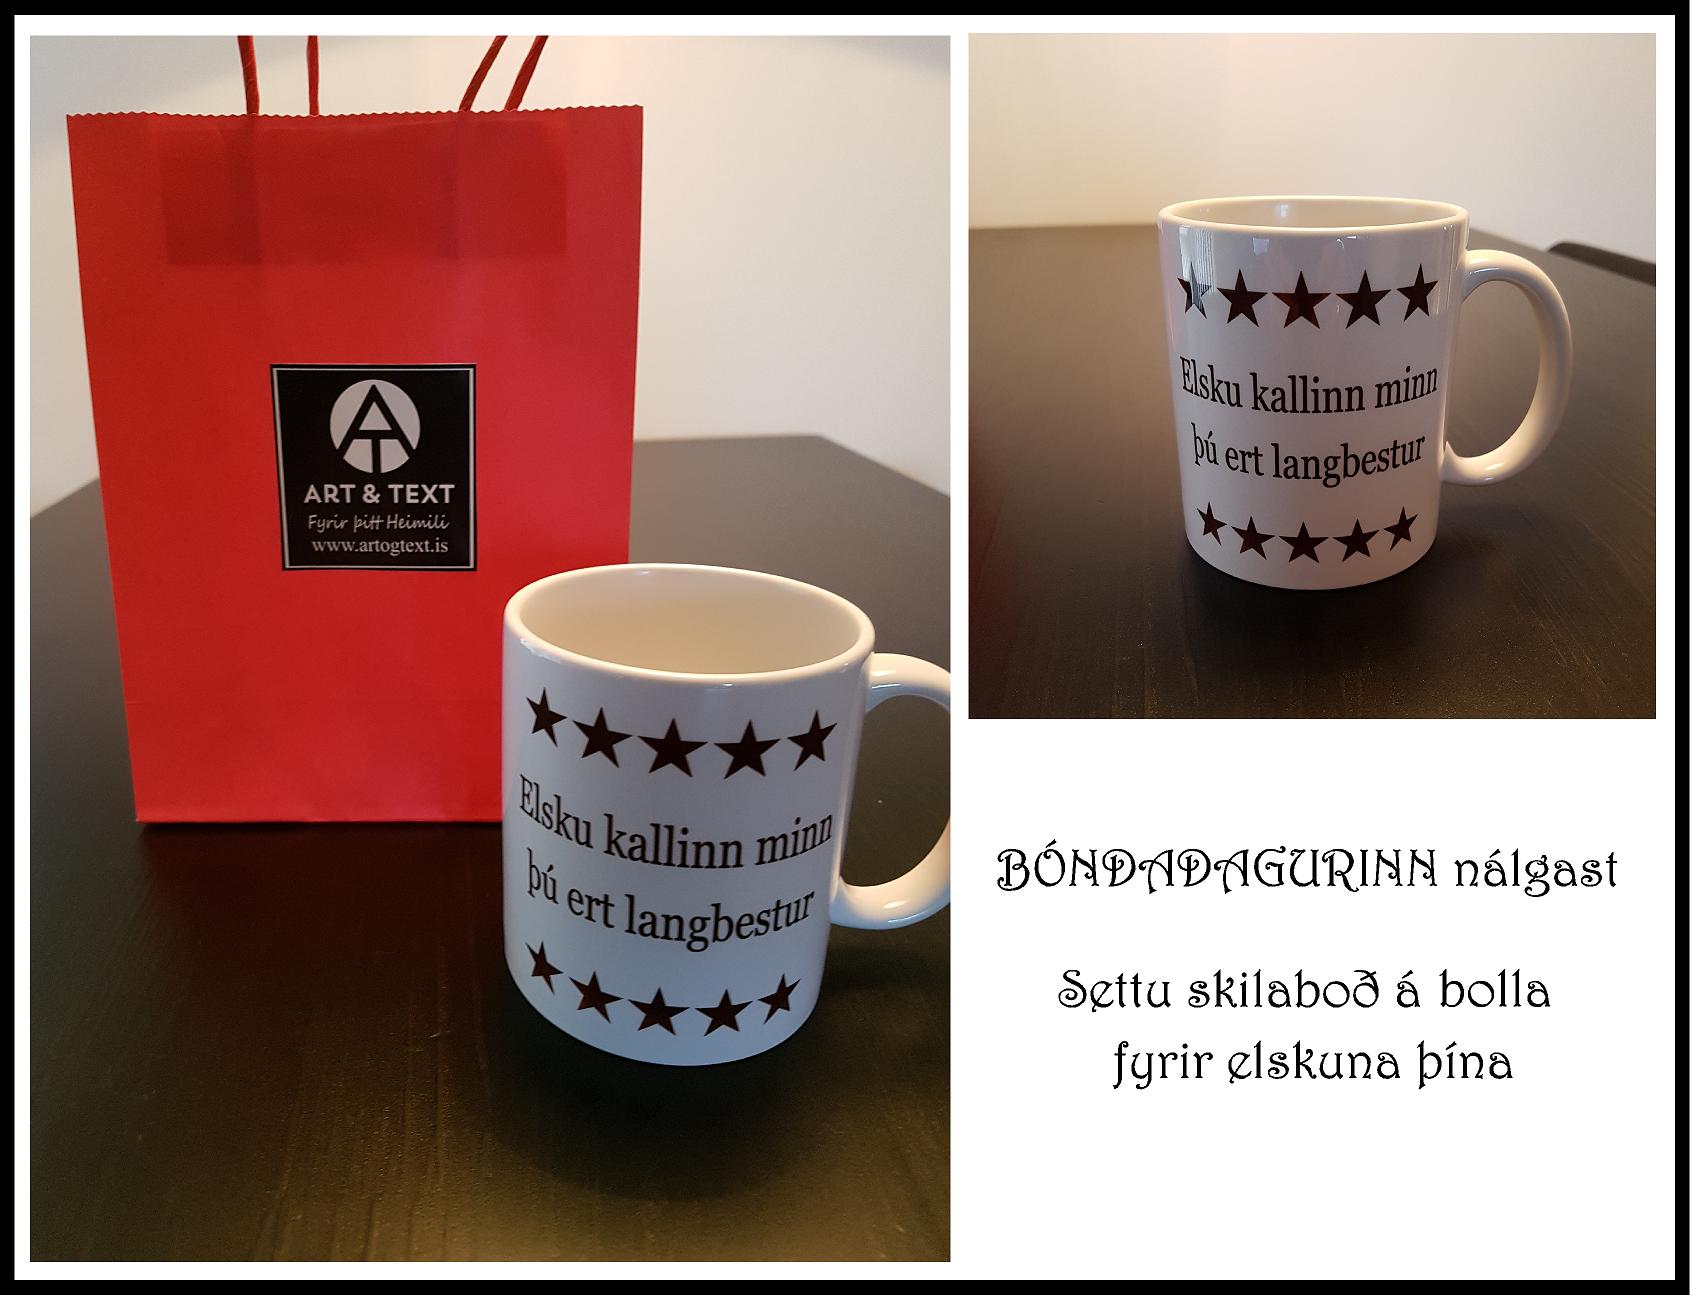 ART & TEXT
Fyrir þitt Heimili
www.artogtext.is
Elsku kallinn minn
þú ert langbestur
Elsku kallinn minn
þú ert langbestur
BÓNDADAGURINN nálgast
Settu skilaboð á bolla
fyrir elskuna þína